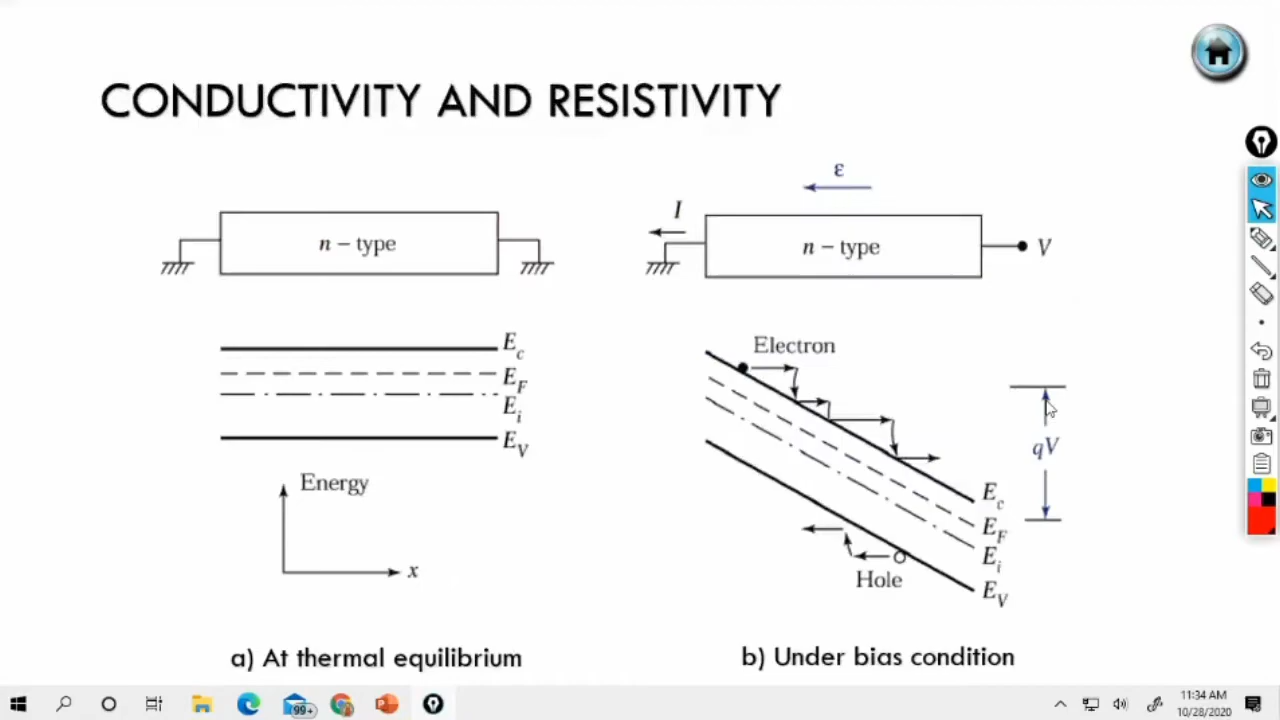 CONDUCTIVITY AND RESISTIVITY
ε
I
n – type
n – type
V
Electron
E_c
E_F
E_i
E_V
qV
Energy
x
E_c
E_F
E_i
E_V
Hole
a) At thermal equilibrium
b) Under bias condition
99+
11:34 AM
10/28/2020